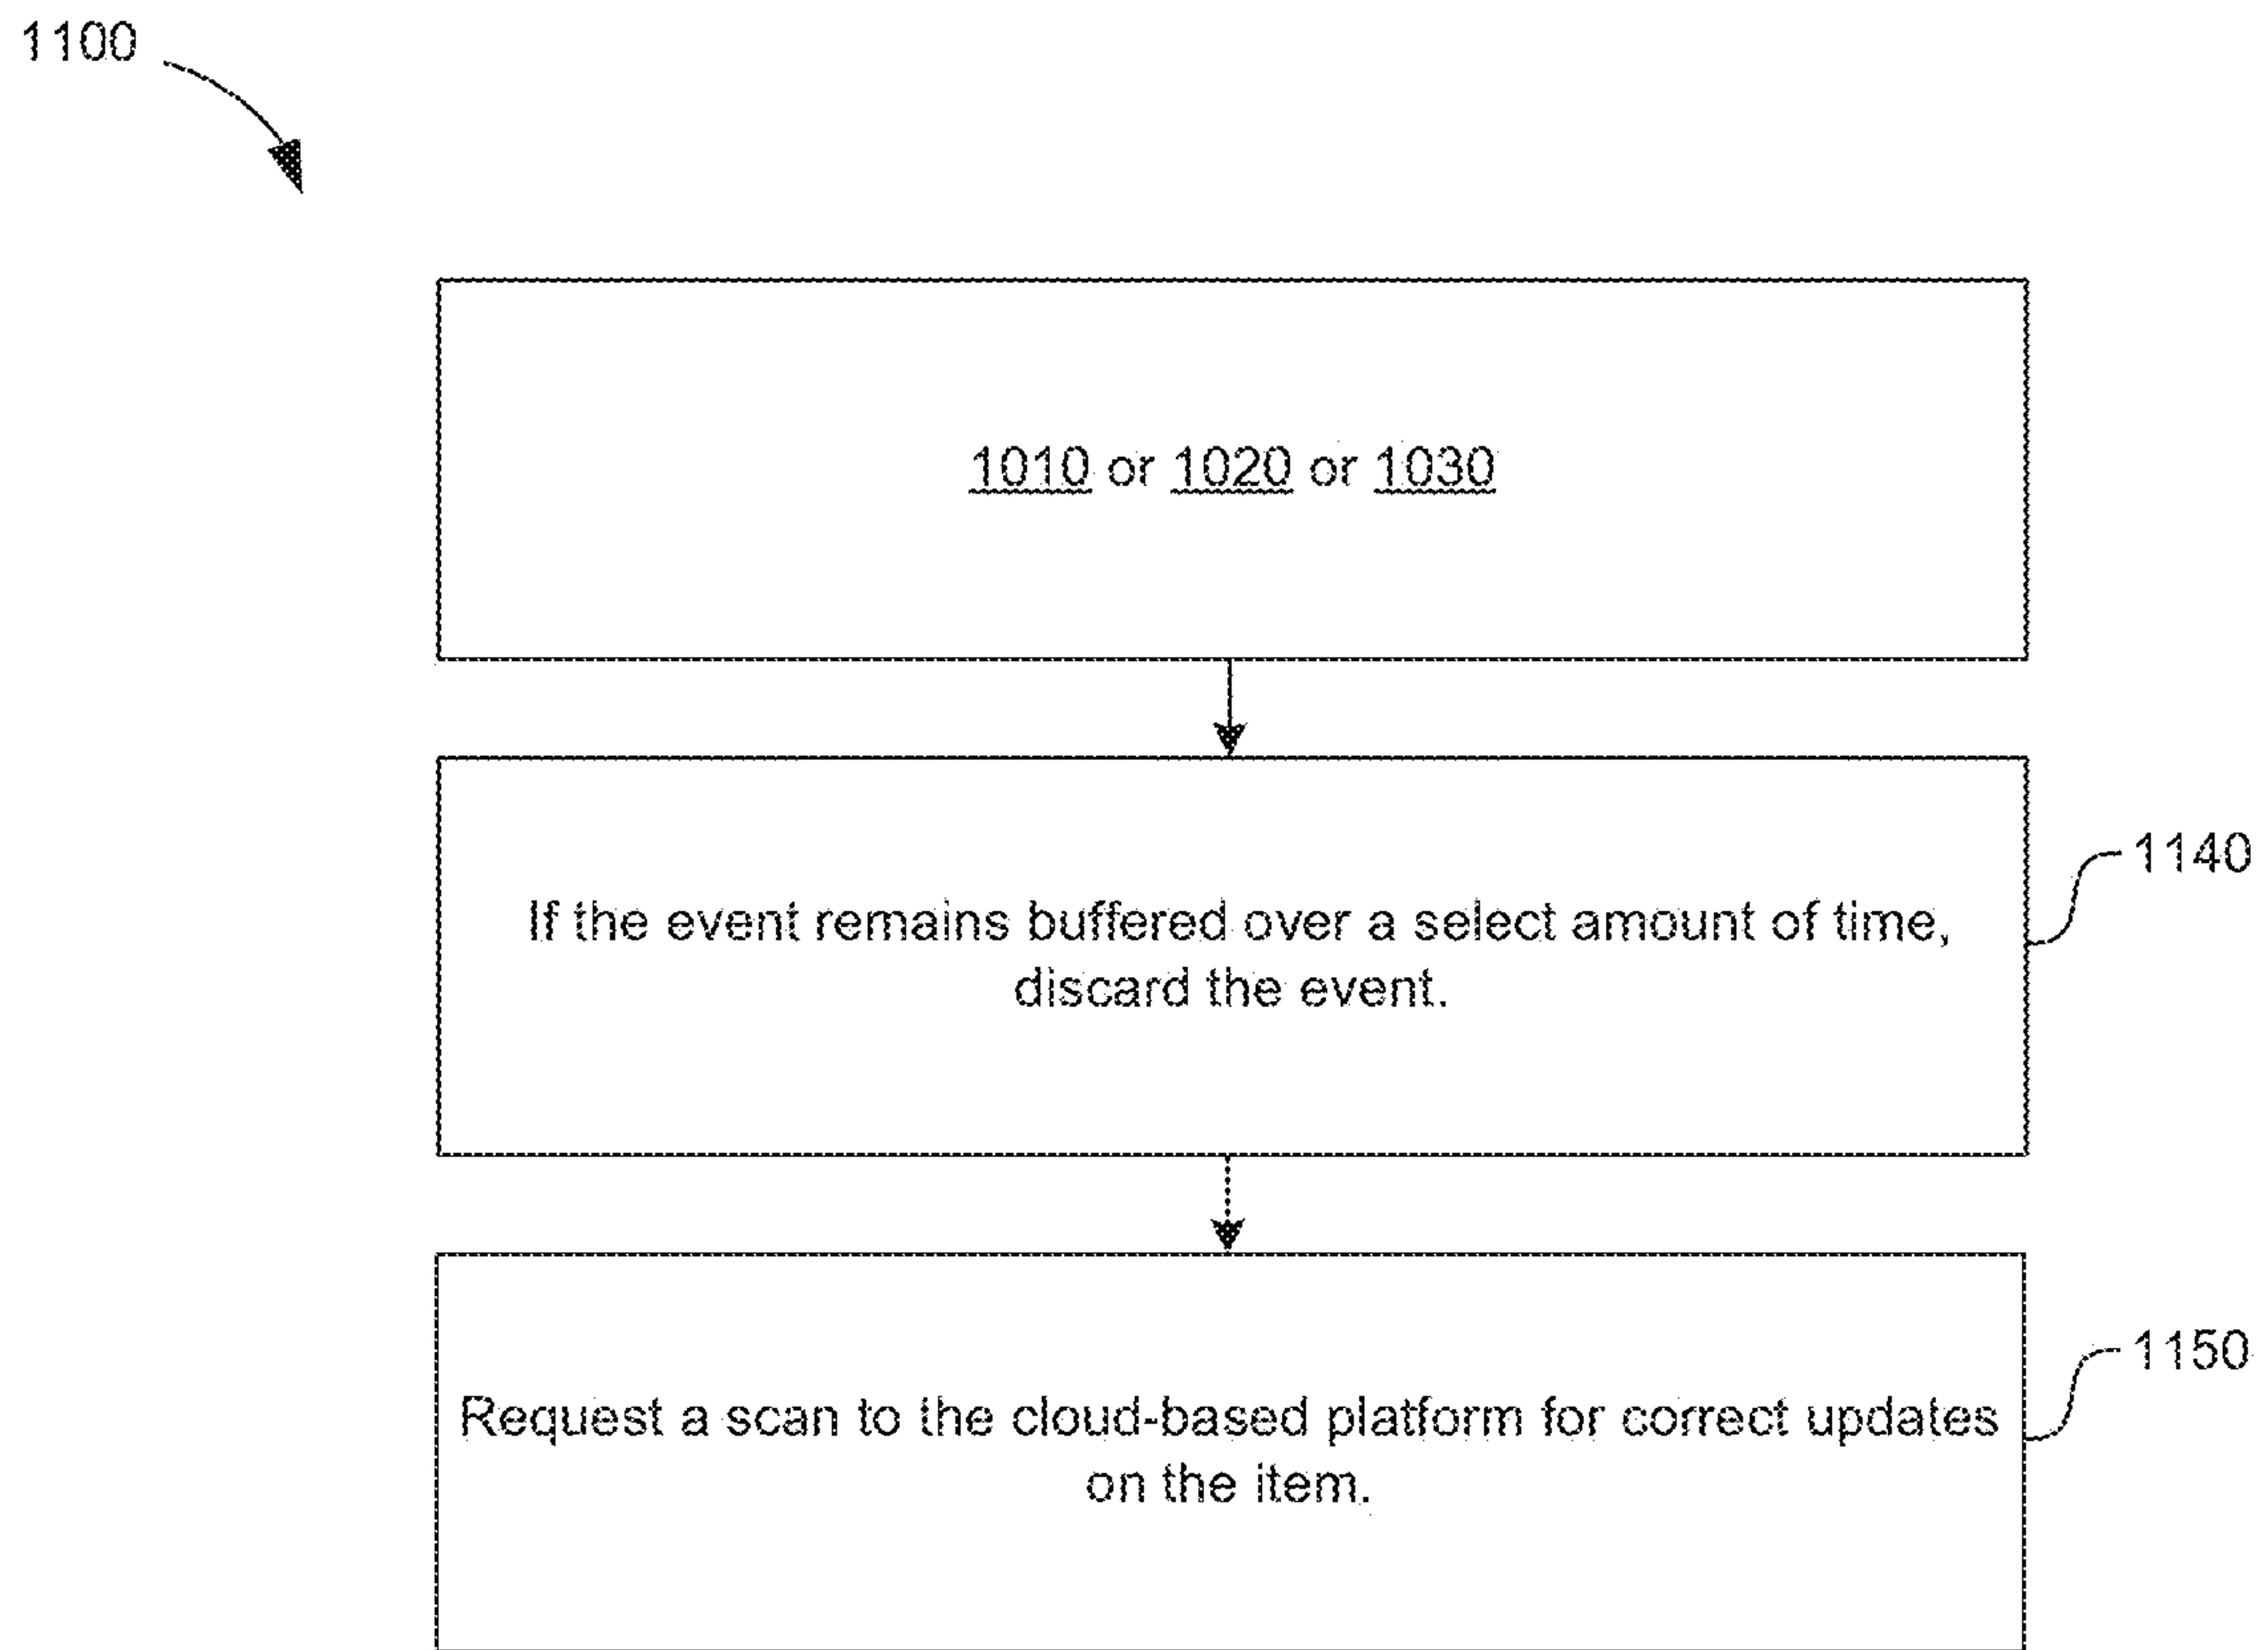 1100
1010 or 1020 or 1030
If the event remains buffered over a select amount of time,
discard the event.
1140
Request a scan to the cloud-based platform for correct updates
on the item.
1150